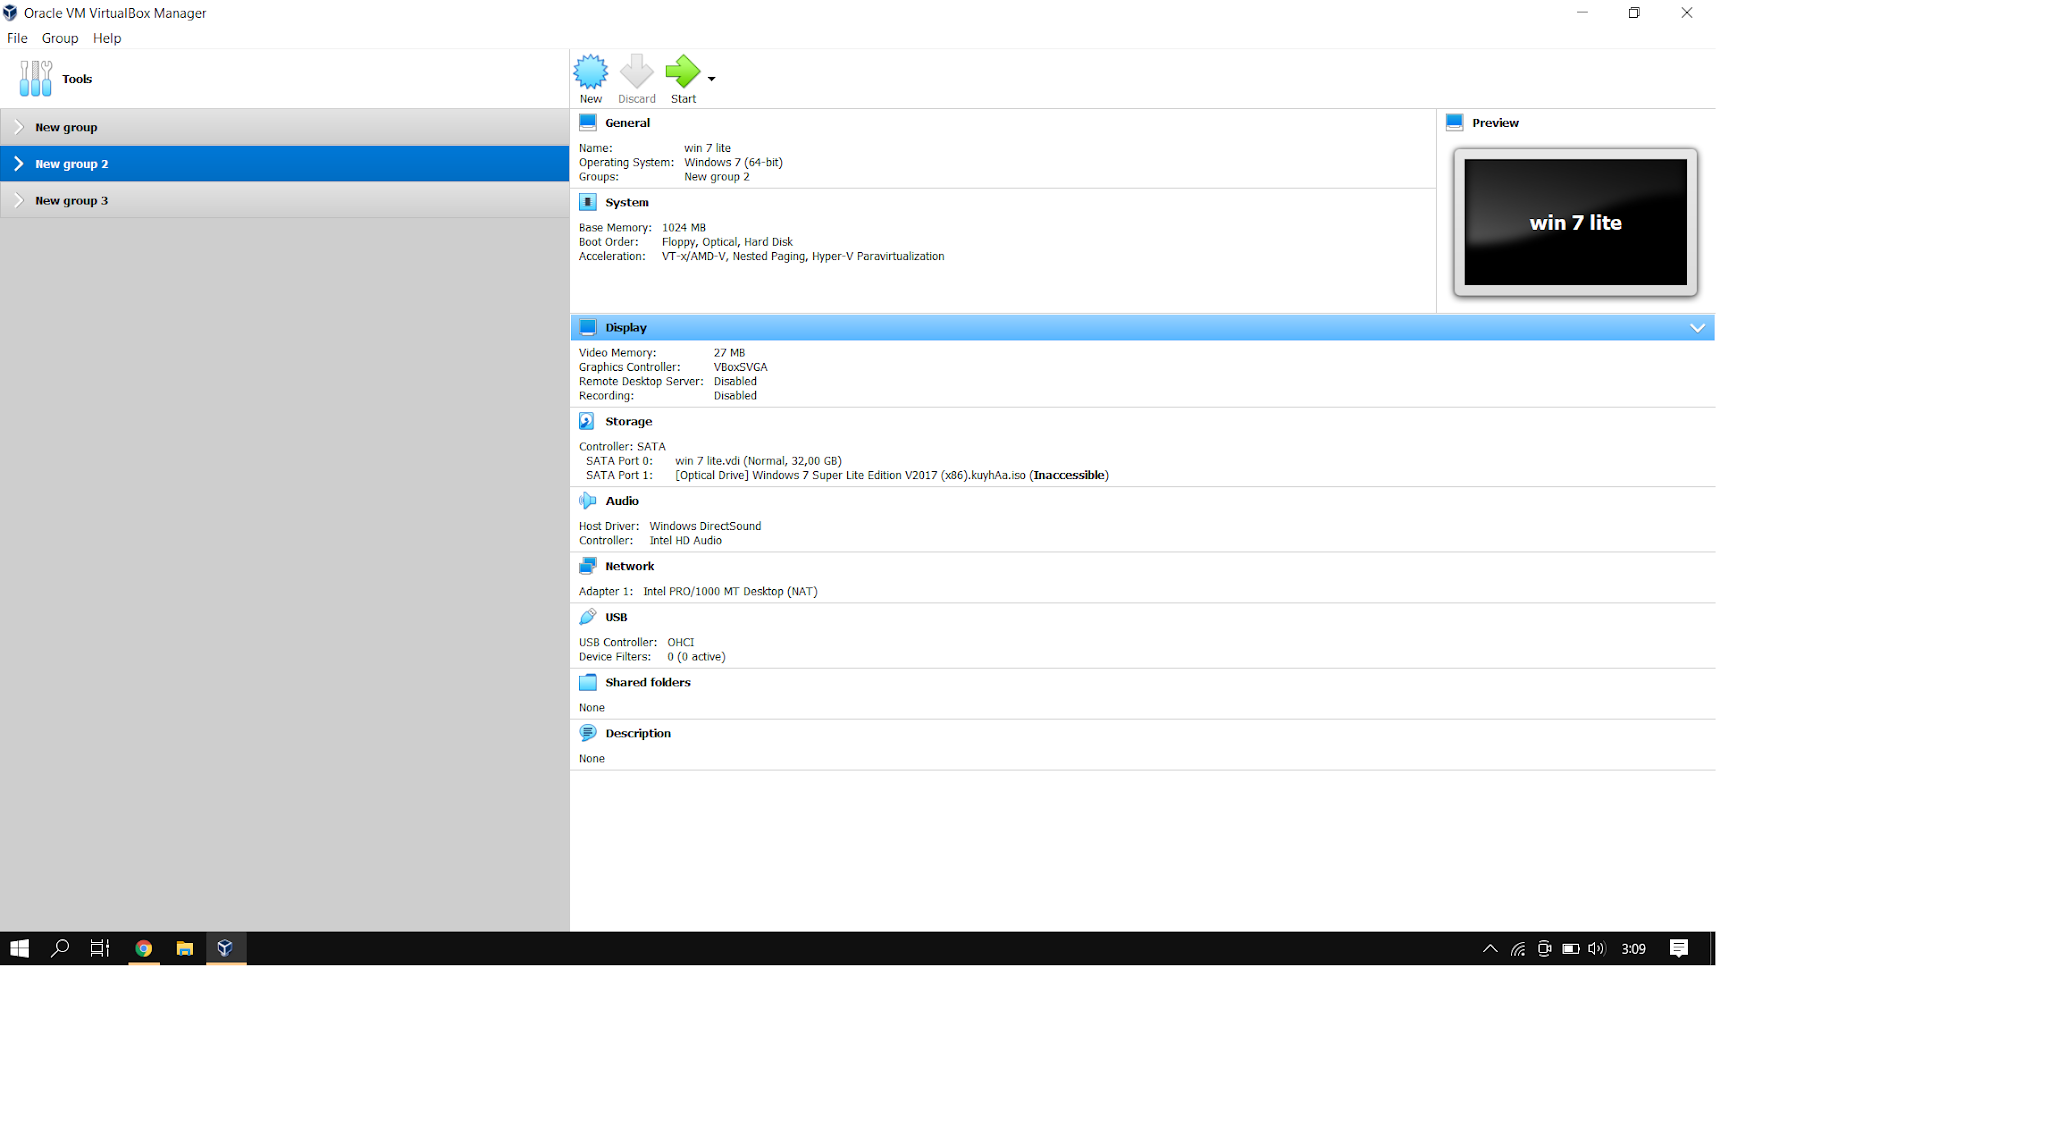 Oracle VM VirtualBox Manager
File Group Help
Tools
New group
New group 2
New group 3
New Discard Start
General
Name: win 7 lite
Operating System: Windows 7 (64-bit)
Groups: New group 2
System
Base Memory: 1024 MB
Boot Order: Floppy, Optical, Hard Disk
Acceleration: VT-x/AMD-V, Nested Paging, Hyper-V Paravirtualization
Preview
win 7 lite
Display
Video Memory: 27 MB
Graphics Controller: VBoxSVGA
Remote Desktop Server: Disabled
Recording: Disabled
Storage
Controller: SATA
SATA Port 0: win 7 lite.vdi (Normal, 32,00 GB)
SATA Port 1: [Optical Drive] Windows 7 Super Lite Edition V2017 (x86).kuyhAa.iso (Inaccessible)
Audio
Host Driver: Windows DirectSound
Controller: Intel HD Audio
Network
Adapter 1: Intel PRO/1000 MT Desktop (NAT)
USB
USB Controller: OHCI
Device Filters: 0 (0 active)
Shared folders
None
Description
None
3:09